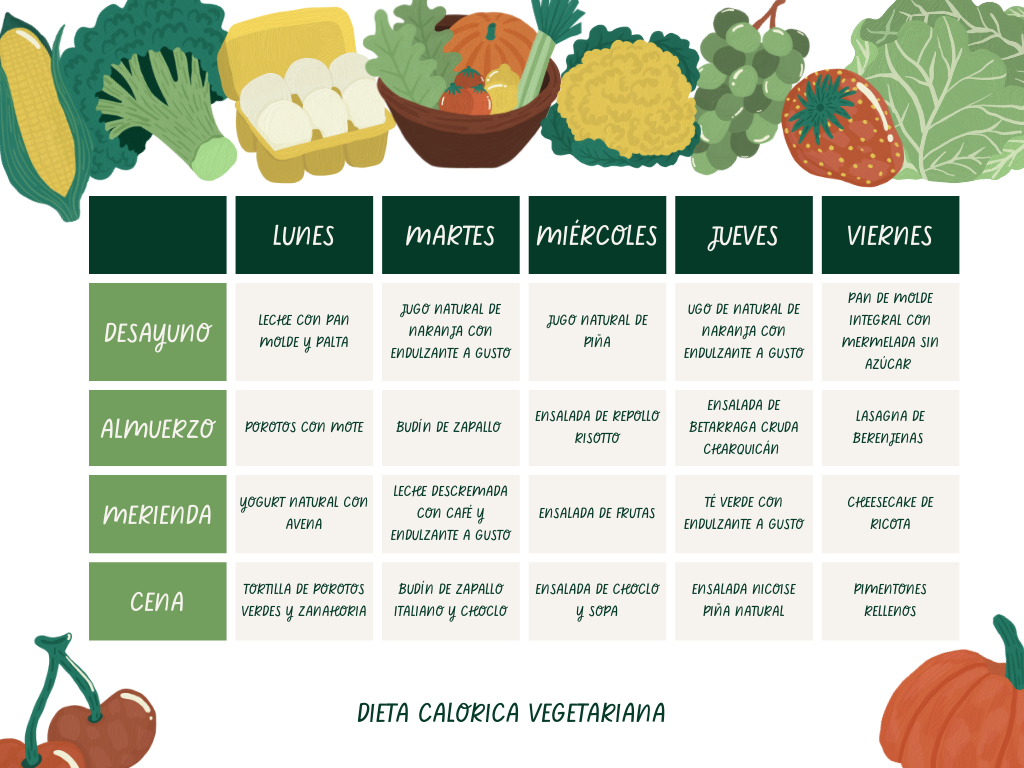 LUNES
MARTES
MIÉRCOLES
JUEVES
VIERNES
DESAYUNO
LECHE CON PAN
MOLDE Y PALTA
JUGO NATURAL DE
NARANJA CON
ENDULZANTE A GUSTO
JUGO NATURAL DE
PIÑA
UGO DE NATURAL DE
NARANJA CON
ENDULZANTE A GUSTO
PAN DE MOLDE
INTEGRAL CON
MERMELADA SIN
AZÚCAR
ALMUERZO
POROTOS CON MOTE
BUDÍN DE ZAPALLO
ENSALADA DE REPOLLO
RISOTTO
ENSALADA DE
BETARRAGA CRUDA
CHARQUICÁN
LASAGNA DE
BERENJENAS
MERIENDA
YOGURT NATURAL CON
AVENA
LECHE DESCREMADA
CON CAFÉ Y
ENDULZANTE A GUSTO
ENSALADA DE FRUTAS
TÉ VERDE CON
ENDULZANTE A GUSTO
CHEESECAKE DE
RICOTA
CENA
TORTILLA DE POROTOS
VERDES Y ZANAHORIA
BUDÍN DE ZAPALLO
ITALIANO Y CHOCLO
ENSALADA DE CHOCLO
Y SOPA
ENSALADA NICOISE
PIÑA NATURAL
PIMENTONES
RELLENOS
DIETA CALORICA VEGETARIANA